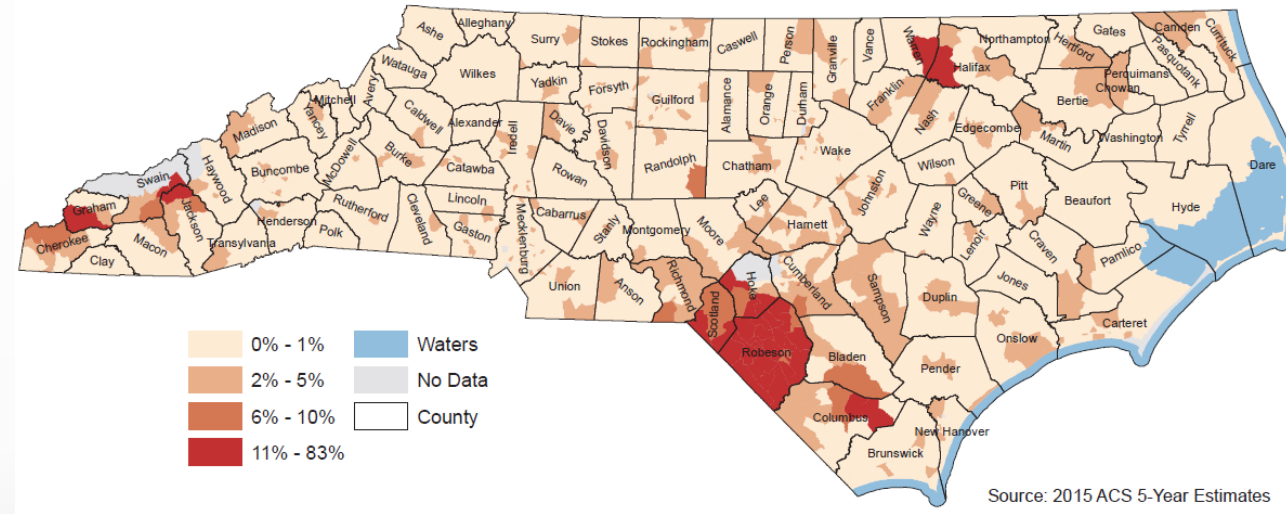 Ashe
Alleghany
Surry
Stokes
Rockingham
Caswell
Person
Granville
Vance
Warren
Northampton
Gates
Camden
Currituck
Pasquotank
Perquimans
Chowan
Hertford
Halifax
Bertie
Watauga
Wilkes
Yadkin
Forsyth
Guilford
Alamance
Orange
Durham
Franklin
Nash
Edgecombe
Martin
Washington
Tyrrell
Dare
Avery
Mitchell
Yancey
Madison
Caldwell
Alexander
Iredell
Davie
Davidson
Randolph
Chatham
Wake
Wilson
Pitt
Beaufort
Hyde
Haywood
Buncombe
McDowell
Burke
Catawba
Rowan
Johnston
Greene
Wayne
Lenoir
Craven
Pamlico
Swain
Graham
Jackson
Cherokee
Macon
Clay
Transylvania
Henderson
Polk
Rutherford
Cleveland
Lincoln
Gaston
Mecklenburg
Cabarrus
Stanly
Montgomery
Moore
Lee
Harnett
Union
Anson
Richmond
Scotland
Hoke
Cumberland
Sampson
Duplin
Jones
Carteret
Onslow
Robeson
Bladen
Pender
Columbus
New Hanover
Brunswick
0% - 1%
2% - 5%
6% - 10%
11% - 83%
Waters
No Data
County
Source: 2015 ACS 5-Year Estimates